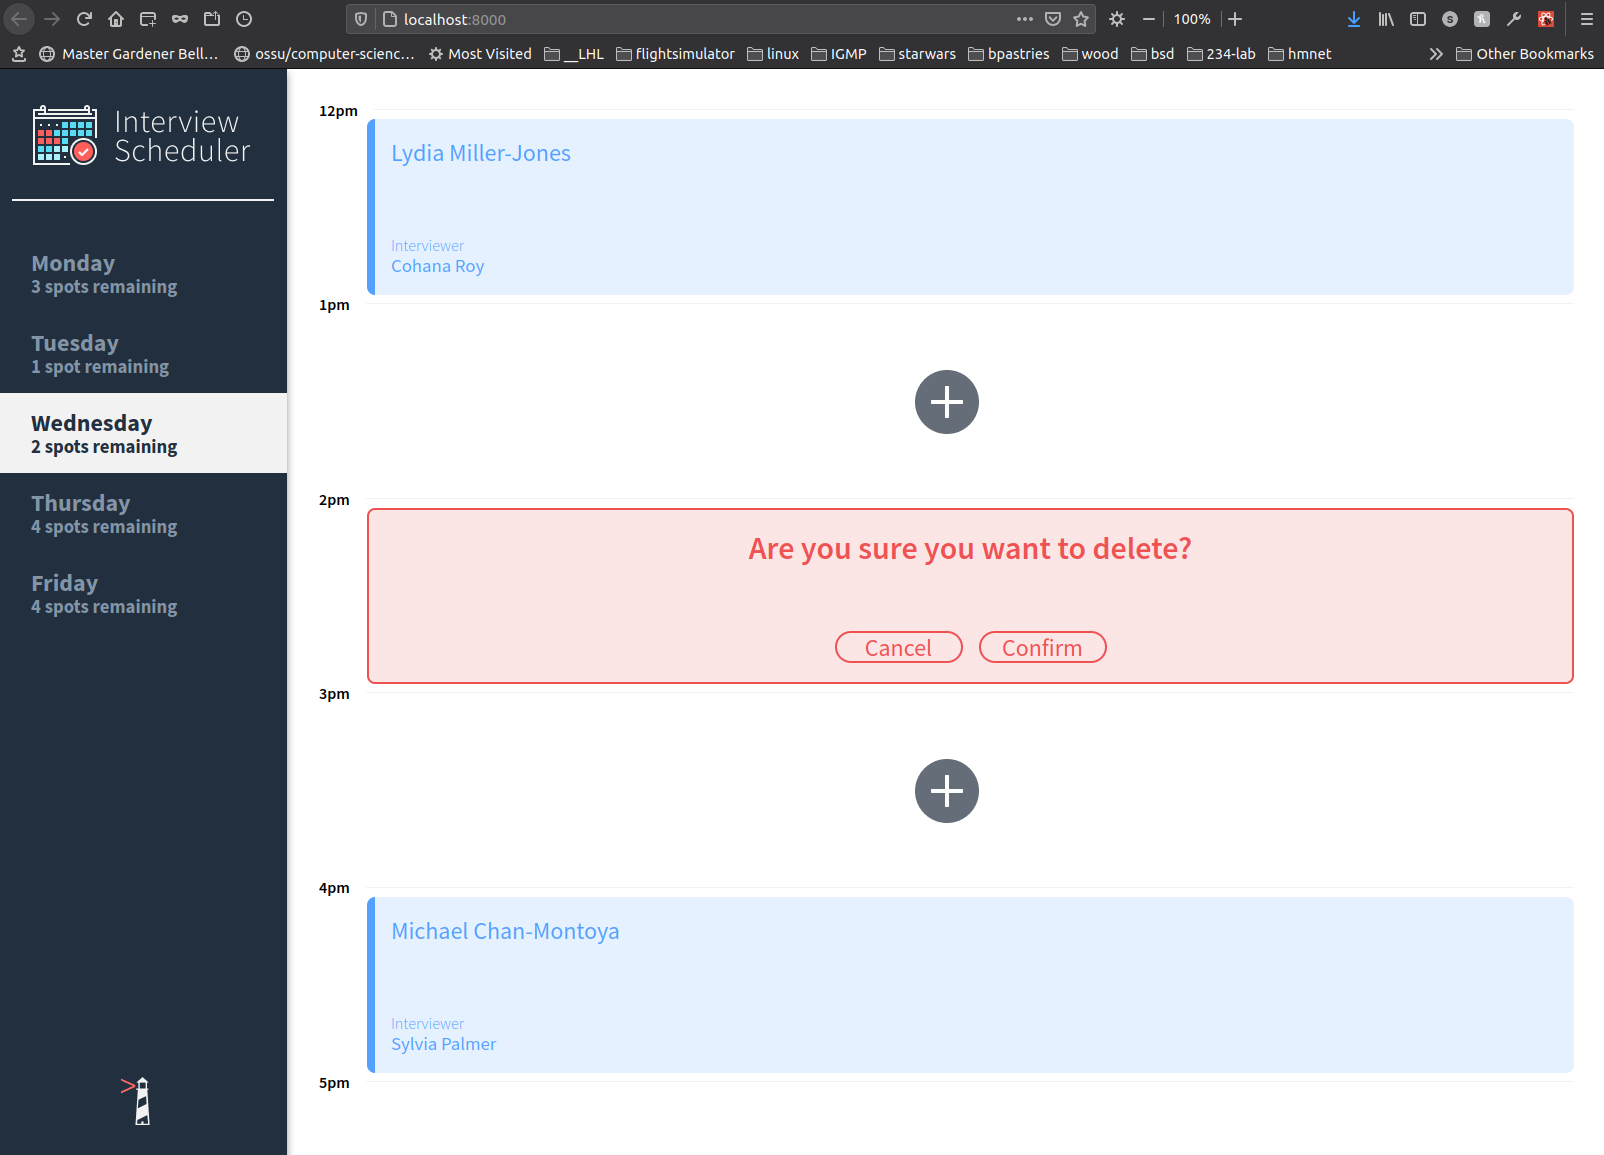 localhost:8000
100%
Master Gardener Bell…
ossu/computer-scienc…
Most Visited
__LHL
flightsimulator
linux
IGMP
starwars
bpastries
wood
bsd
234-lab
hmnet
Other Bookmarks
Interview
Scheduler
Monday
3 spots remaining
Tuesday
1 spot remaining
Wednesday
2 spots remaining
Thursday
4 spots remaining
Friday
4 spots remaining
12pm
Lydia Miller-Jones
Interviewer
Cohana Roy
1pm
2pm
Are you sure you want to delete?
Cancel
Confirm
3pm
4pm
Michael Chan-Montoya
Interviewer
Sylvia Palmer
5pm